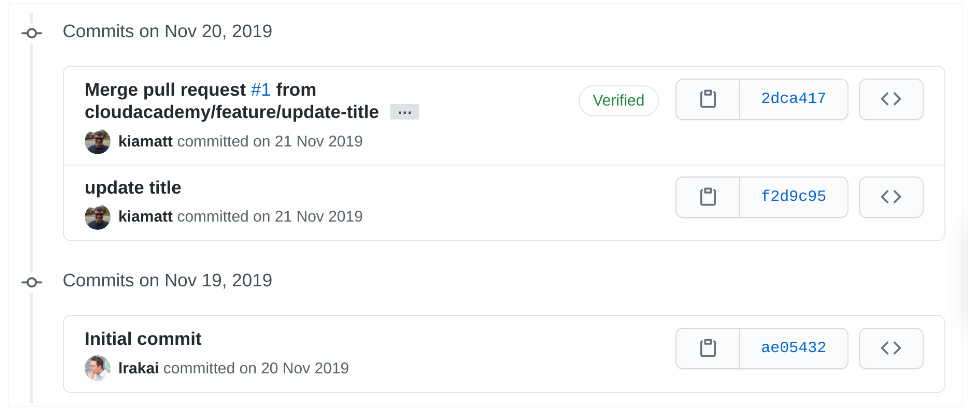 Commits on Nov 20, 2019
Merge pull request #1 from
cloudacademy/feature/update-title ...
Verified
2dca417
kiamatt committed on 21 Nov 2019
update title
f2d9c95
kiamatt committed on 21 Nov 2019
Commits on Nov 19, 2019
Initial commit
ae05432
lrakai committed on 20 Nov 2019